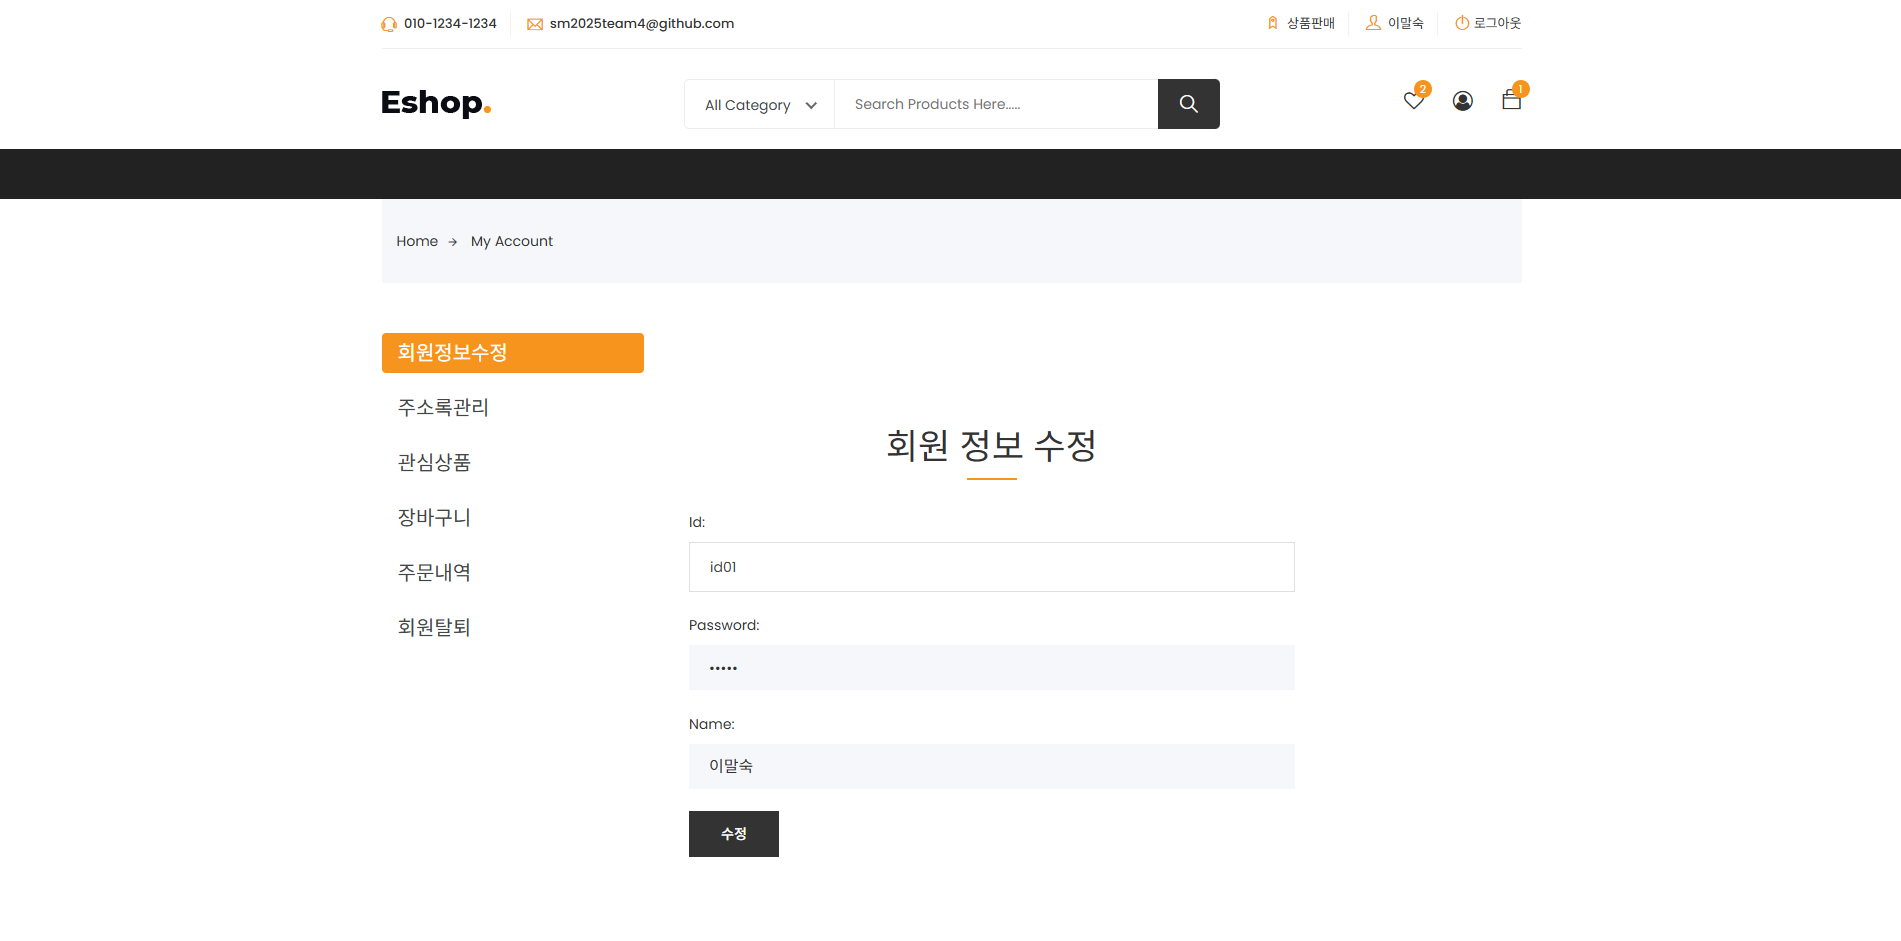 010-1234-1234
sm2025team4@github.com
상품판매
이말숙
로그아웃
Eshop.
All Category
Search Products Here.....
2
1
Home → My Account
회원정보수정
주소록관리
관심상품
장바구니
주문내역
회원탈퇴
회원 정보 수정
Id:
id01
Password:
•••••
Name:
이말숙
수정